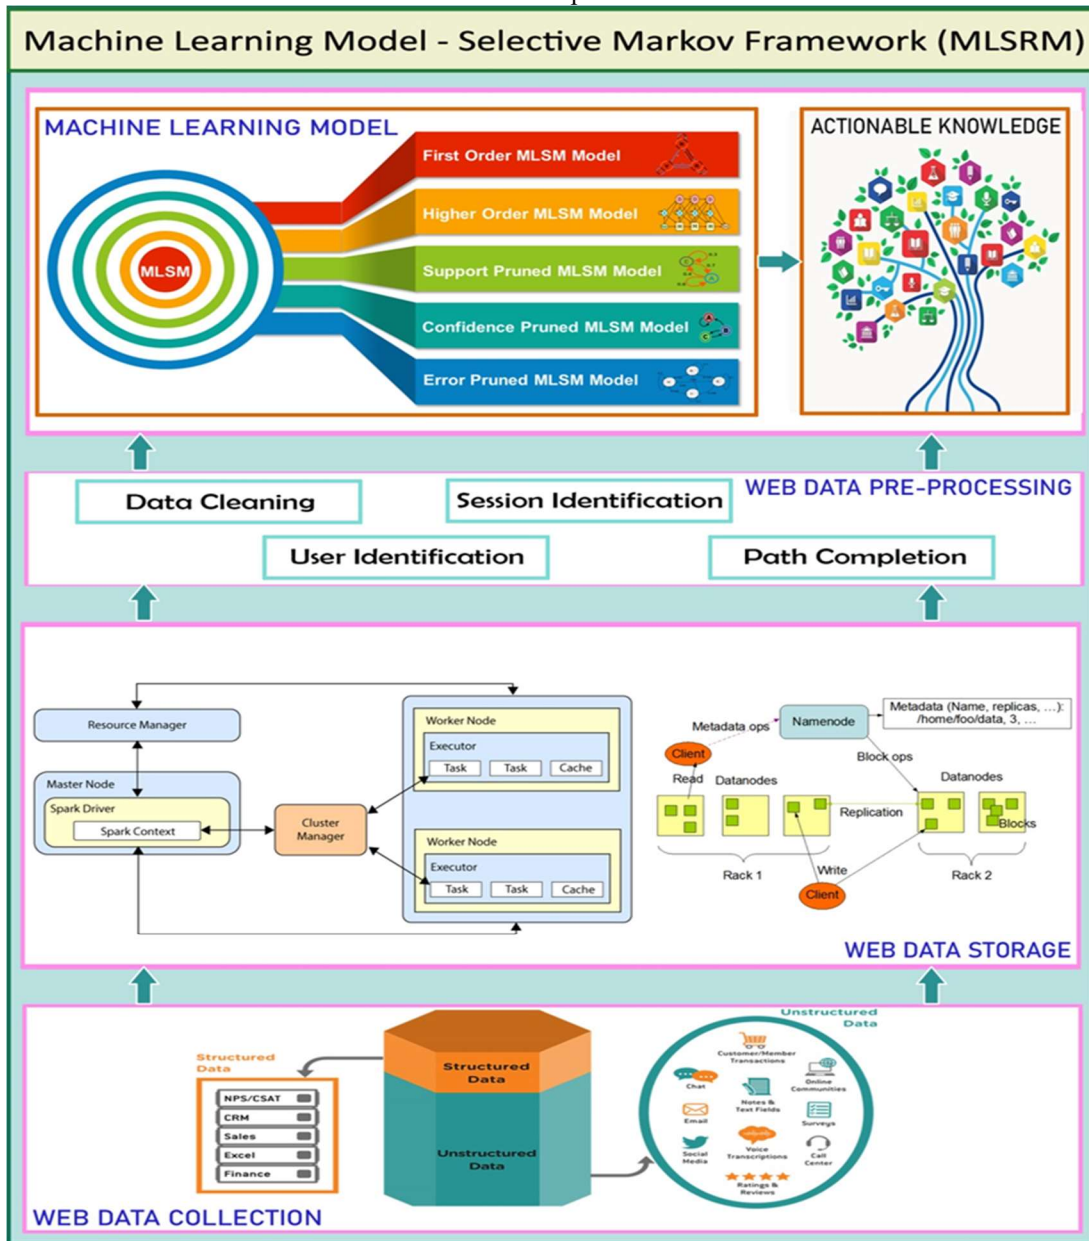 Machine Learning Model - Selective Markov Framework (MLSRM)
MACHINE LEARNING MODEL
MLSM
First Order MLSM Model
Higher Order MLSM Model
Support Pruned MLSM Model
Confidence Pruned MLSM Model
Error Pruned MLSM Model
ACTIONABLE KNOWLEDGE
WEB DATA PRE-PROCESSING
Data Cleaning
Session Identification
User Identification
Path Completion
Resource Manager
Master Node
Spark Driver
Spark Context
Cluster
Manager
Worker Node
Executor
Task
Task
Cache
Worker Node
Executor
Task
Task
Cache
Metadata ops
Namenode
Metadata (Name, replicas, ...):
/home/foo/data, 3, ...
Client
Block ops
Read
Datanodes
Datanodes
Replication
Blocks
Rack 1
Write
Rack 2
Client
WEB DATA STORAGE
Structured
Data
NPS/CSAT
CRM
Sales
Excel
Finance
Structured
Data
Unstructured
Data
Unstructured
Data
Customer/Member
Transactions
Chat
Online
Communities
Notes &
Text Fields
Email
Surveys
Social
Media
Voice
Transcriptions
Call
Center
Ratings &
Reviews
WEB DATA COLLECTION